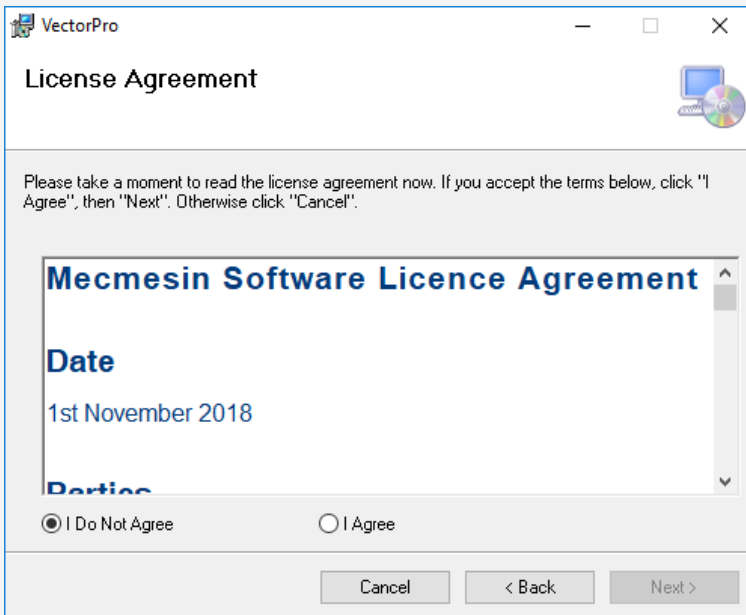 VectorPro
License Agreement
Please take a moment to read the license agreement now. If you accept the terms below, click "I
Agree", then "Next". Otherwise click "Cancel".
Mecmesin Software Licence Agreement
Date
1st November 2018
Parties
I Do Not Agree
I Agree
Cancel
< Back
Next >